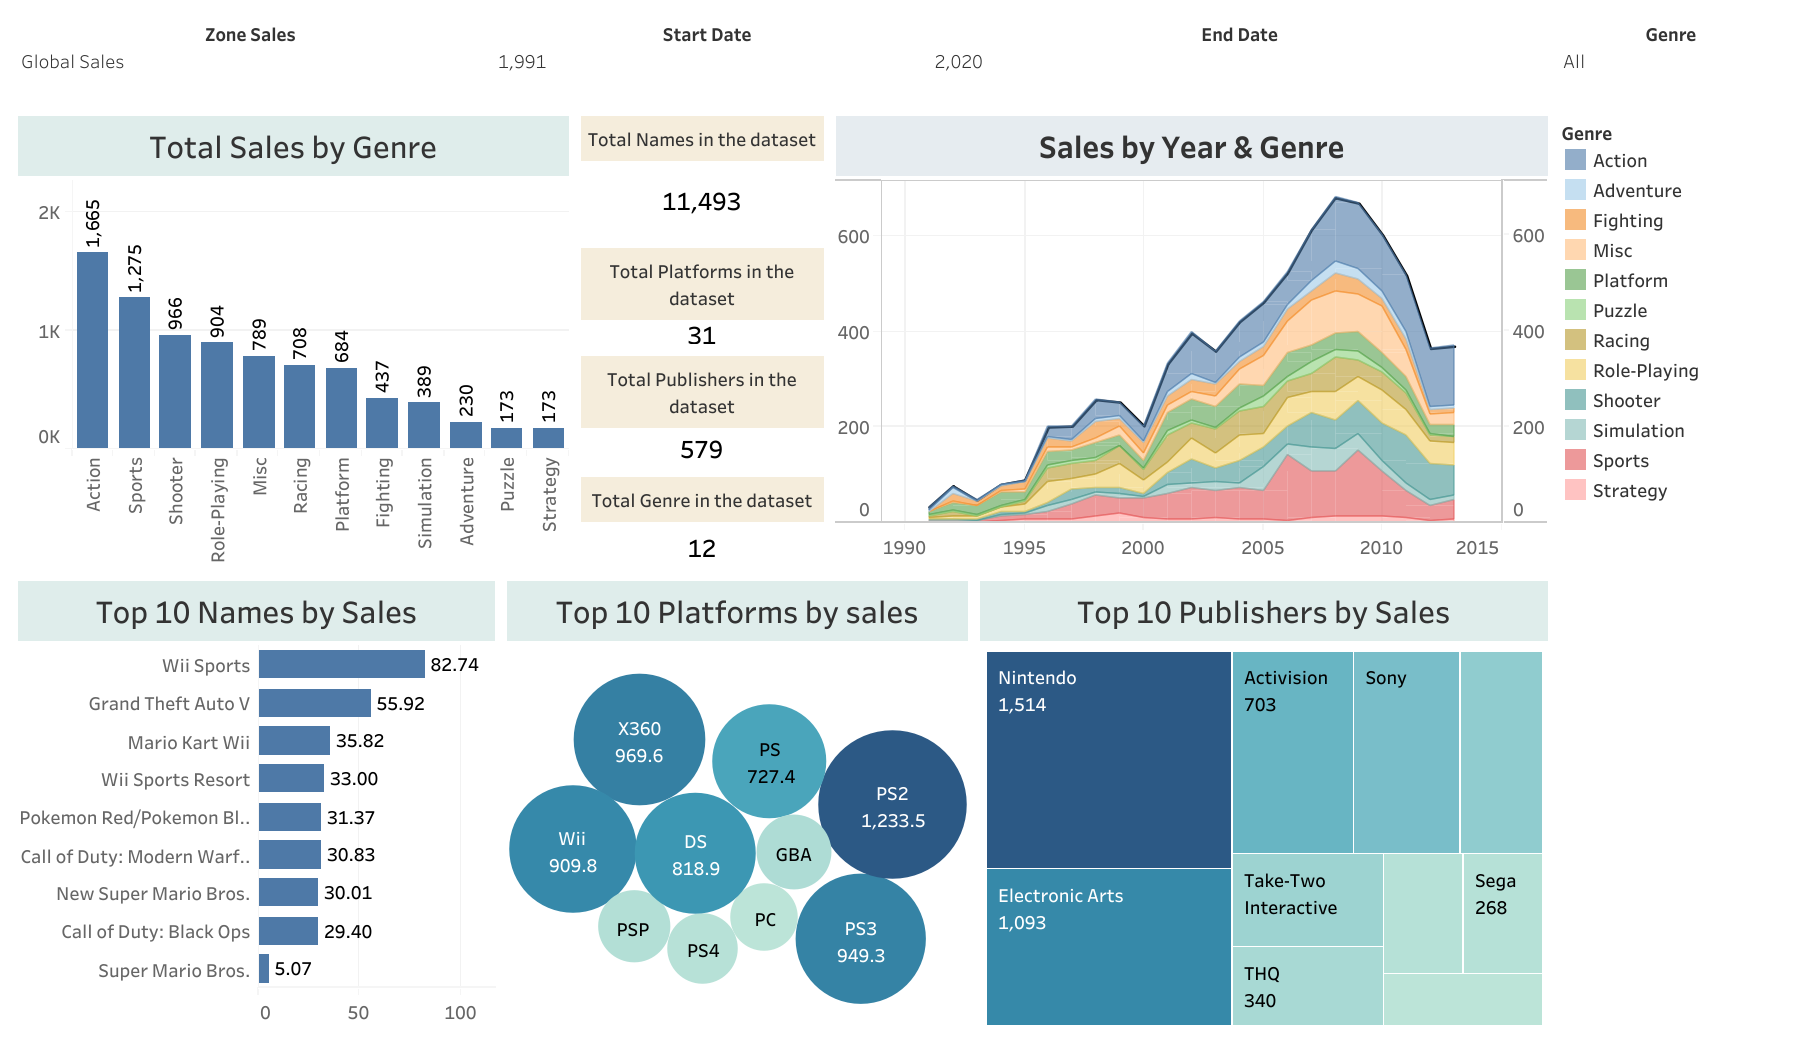 Zone Sales
Start Date
End Date
Genre
Global Sales
1,991
2,020
All
Total Sales by Genre
2K
1K
0K
1,665
1,275
966
904
789
708
684
437
389
230
173
173
Action
Sports
Shooter
Role-Playing
Misc
Racing
Platform
Fighting
Simulation
Adventure
Puzzle
Strategy
Total Names in the dataset
11,493
Total Platforms in the
dataset
31
Total Publishers in the
dataset
579
Total Genre in the dataset
12
Sales by Year & Genre
600
400
200
0
600
400
200
0
1990
1995
2000
2005
2010
2015
Genre
Action
Adventure
Fighting
Misc
Platform
Puzzle
Racing
Role-Playing
Shooter
Simulation
Sports
Strategy
Top 10 Names by Sales
Wii Sports 82.74
Grand Theft Auto V 55.92
Mario Kart Wii 35.82
Wii Sports Resort 33.00
Pokemon Red/Pokemon Bl.. 31.37
Call of Duty: Modern Warf.. 30.83
New Super Mario Bros. 30.01
Call of Duty: Black Ops 29.40
Super Mario Bros. 5.07
0
50
100
Top 10 Platforms by sales
X360
969.6
PS
727.4
PS2
1,233.5
Wii
909.8
DS
818.9
GBA
PSP
PS4
PC
PS3
949.3
Top 10 Publishers by Sales
Nintendo
1,514
Electronic Arts
1,093
Activision
703
Sony
Take-Two
Interactive
THQ
340
Sega
268